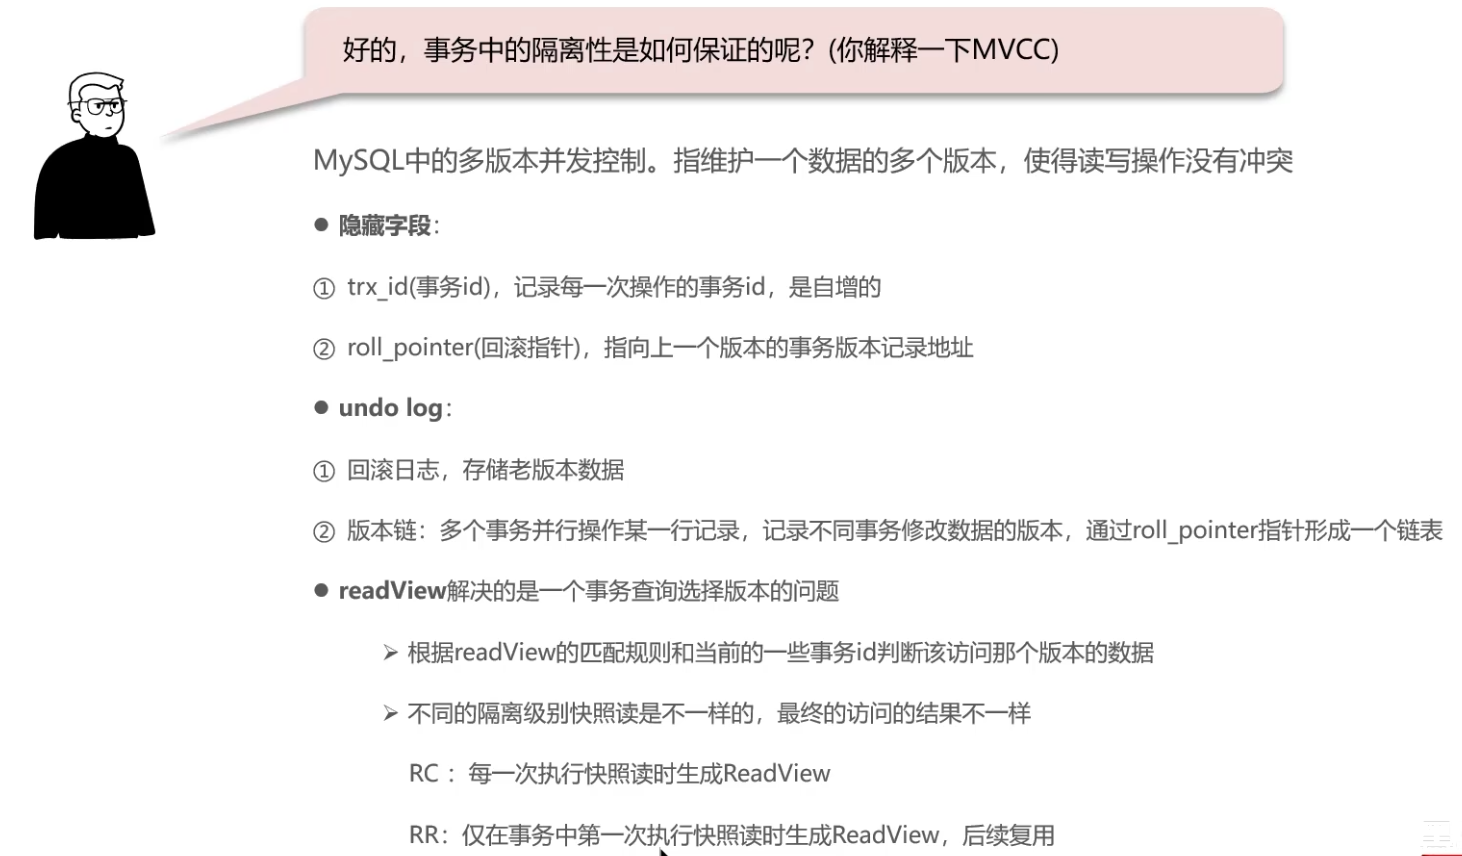 好的，事务中的隔离性是如何保证的呢？(你解释一下MVCC)
MySQL中的多版本并发控制。指维护一个数据的多个版本，使得读写操作没有冲突
● 隐藏字段：
① trx_id(事务id)，记录每一次操作的事务id，是自增的
② roll_pointer(回滚指针)，指向上一个版本的事务版本记录地址
● undo log：
① 回滚日志，存储老版本数据
② 版本链：多个事务并行操作某一行记录，记录不同事务修改数据的版本，通过roll_pointer指针形成一个链表
● readView解决的是一个事务查询选择版本的问题
➢ 根据readView的匹配规则和当前的一些事务id判断该访问那个版本的数据
➢ 不同的隔离级别快照读是不一样的，最终的访问的结果不一样
RC ：每一次执行快照读时生成ReadView
RR：仅在事务中第一次执行快照读时生成ReadView，后续复用